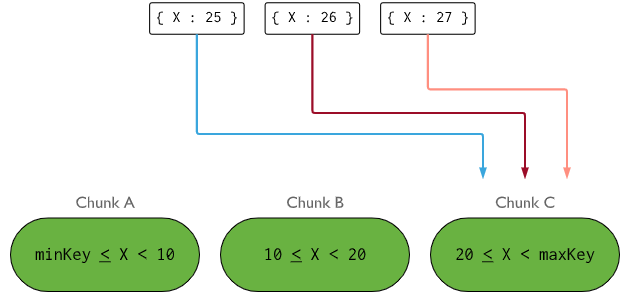 { X : 25 } { X : 26 } { X : 27 }
Chunk A Chunk B Chunk C
minKey ≤ X < 10 10 ≤ X < 20 20 ≤ X < maxKey